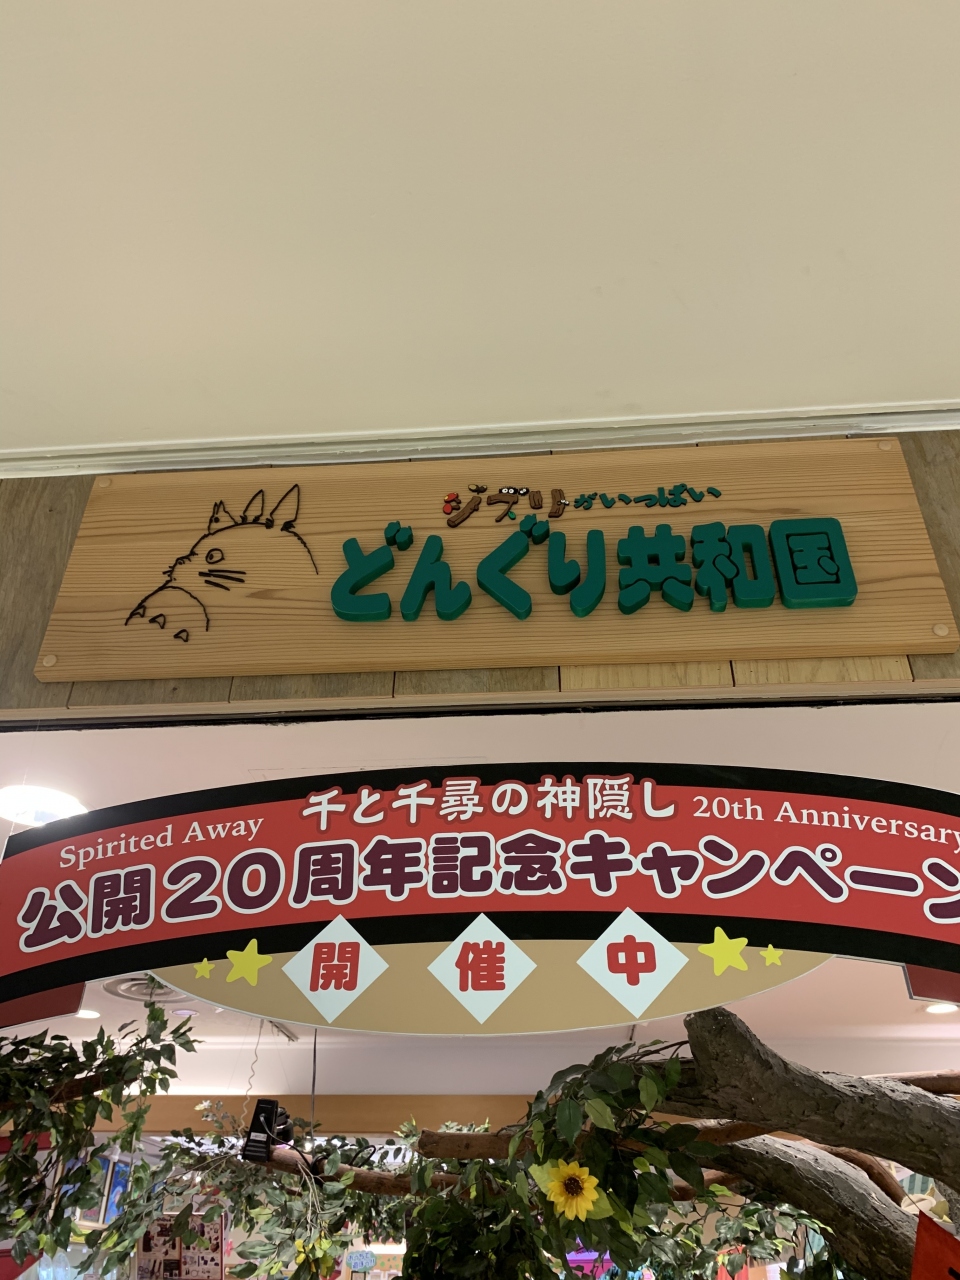 ジブリがいっぱい
どんぐり共和国
Spirited Away 千と千尋の神隠し 20th Anniversary
公開20周年記念キャンペーン
開催中